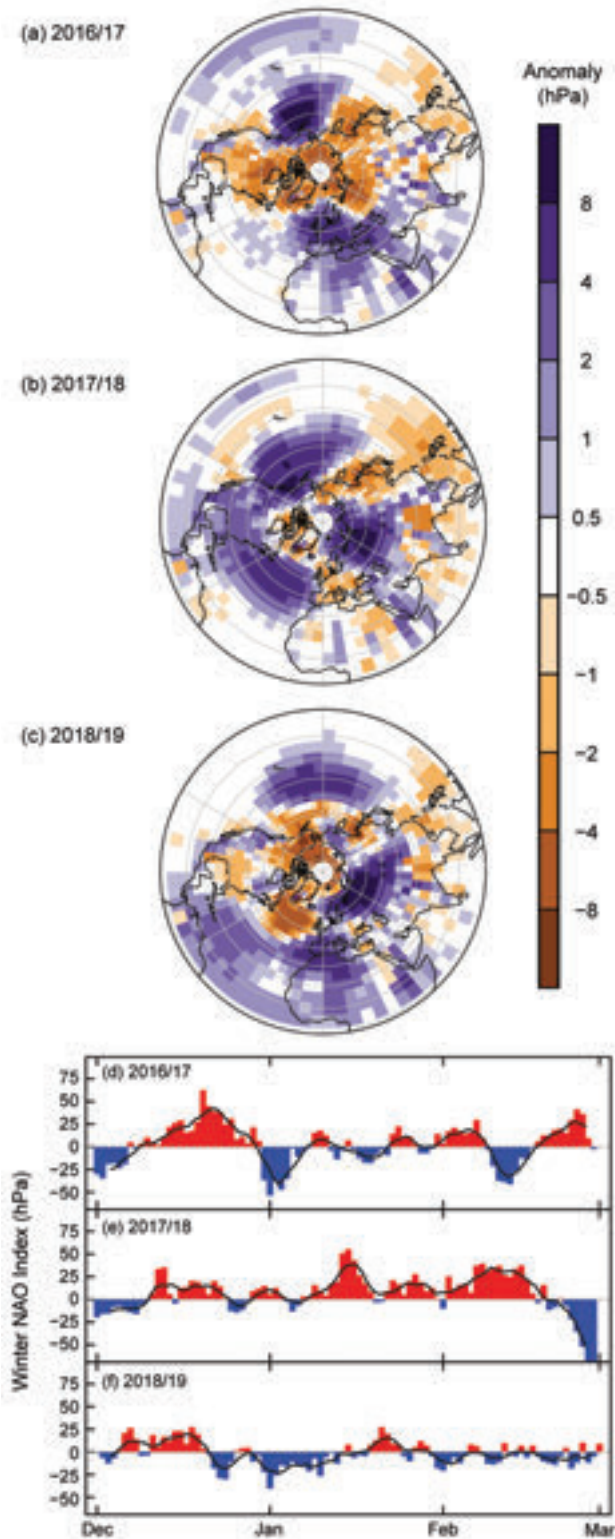 (a) 2016/17
Anomaly
(hPa)
8
4
2
1
0.5
−0.5
−1
−2
−4
−8
(b) 2017/18
(c) 2018/19
Winter NAO Index (hPa)
75
50
25
0
−25
−50
(d) 2016/17
75
50
25
0
−25
−50
(e) 2017/18
75
50
25
0
−25
−50
(f) 2018/19
Dec
Jan
Feb
Mar